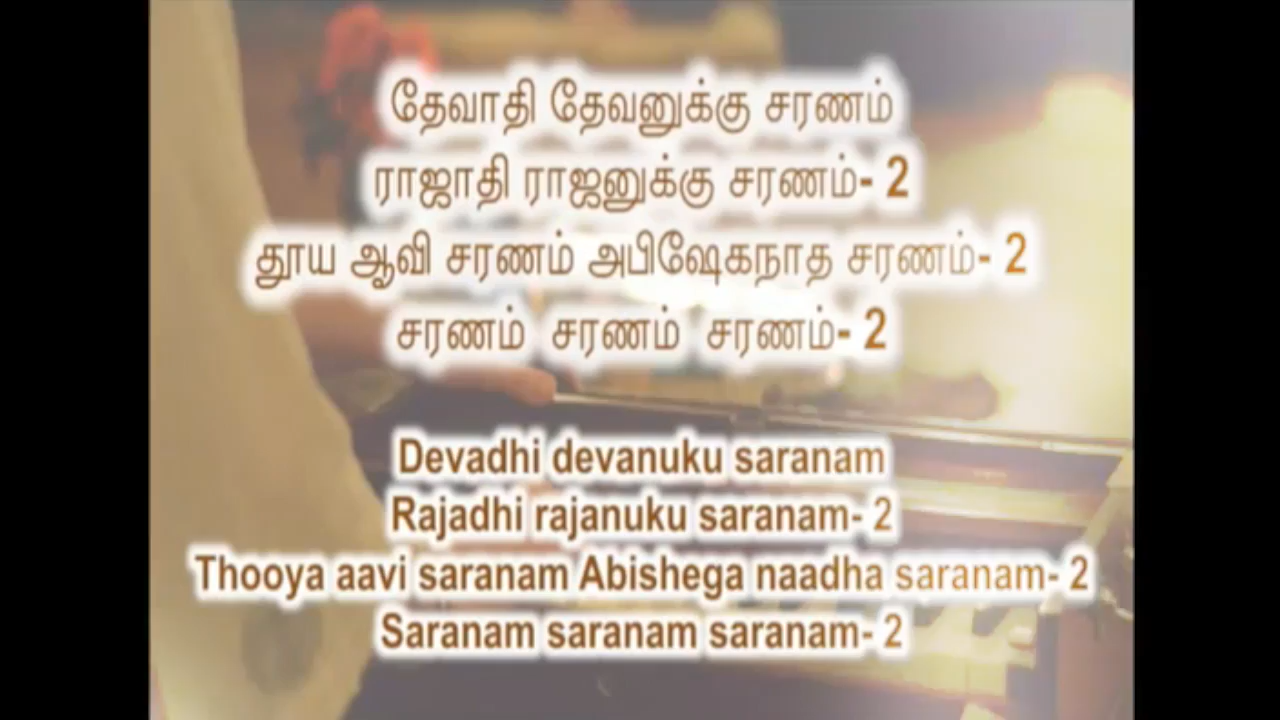 தேவாதி தேவனுக்கு சரணம்
ராஜாதி ராஜனுக்கு சரணம்- 2
தூய ஆவி சரணம் அபிஷேகநாத சரணம்- 2
சரணம் சரணம் சரணம்- 2
Devadhi devanuku saranam
Rajadhi rajanuku saranam- 2
Thooya aavi saranam Abishega naadha saranam- 2
Saranam saranam saranam- 2